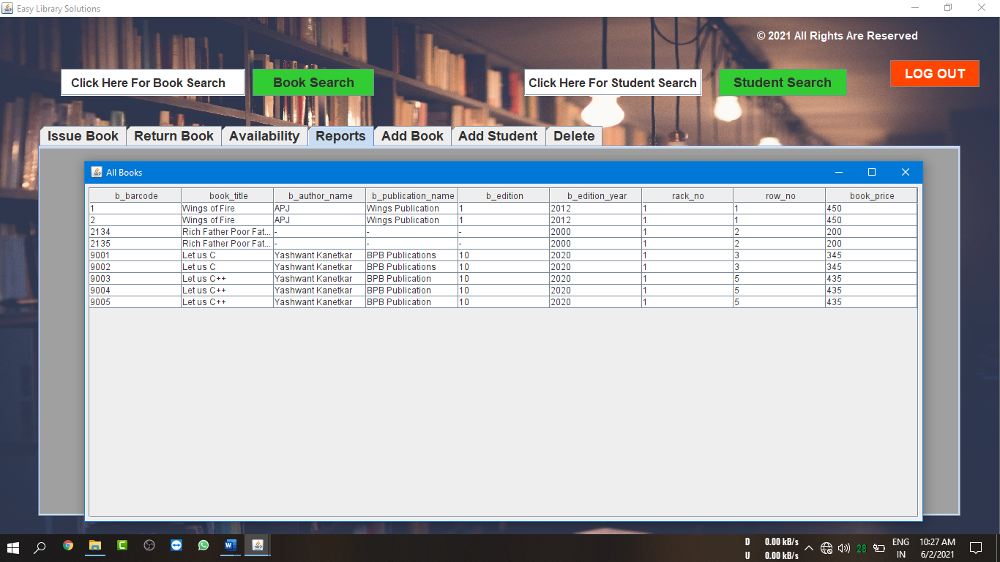 Easy Library Solutions
© 2021 All Rights Are Reserved
Click Here For Book Search Book Search Click Here For Student Search Student Search LOG OUT
Issue Book Return Book Availability Reports Add Book Add Student Delete
All Books
b_barcode book_title b_author_name b_publication_name b_edition b_edition_year rack_no row_no book_price
1 Wings of Fire APJ Wings Publication 1 2012 1 1 450
2 Wings of Fire APJ Wings Publication 1 2012 1 1 450
2134 Rich Father Poor Fat... - - - 2000 1 2 200
2135 Rich Father Poor Fat... - - - 2000 1 2 200
9001 Let us C Yashwant Kanetkar BPB Publications 10 2020 1 3 345
9002 Let us C Yashwant Kanetkar BPB Publications 10 2020 1 3 345
9003 Let us C++ Yashwant Kanetkar BPB Publication 10 2020 1 5 435
9004 Let us C++ Yashwant Kanetkar BPB Publication 10 2020 1 5 435
9005 Let us C++ Yashwant Kanetkar BPB Publication 10 2020 1 5 435
D 0.00 kB/s 28 ENG 10:27 AM
U 0.00 kB/s IN 6/2/2021